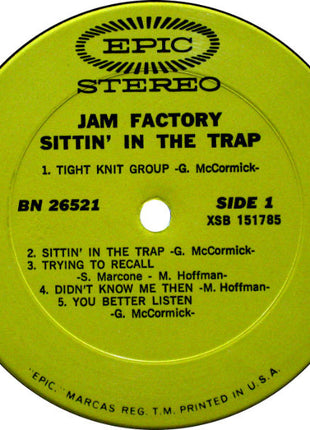 EPIC
STEREO
JAM FACTORY
SITTIN' IN THE TRAP
1. TIGHT KNIT GROUP -G. McCormick-
BN 26521
SIDE 1
XSB 151785
2. SITTIN' IN THE TRAP -G. McCormick-
3. TRYING TO RECALL
-S. Marcone - M. Hoffman-
4. DIDN'T KNOW ME THEN -M. Hoffman-
5. YOU BETTER LISTEN
-G. McCormick-
"EPIC," MARCAS REG. T.M. PRINTED IN U.S.A.